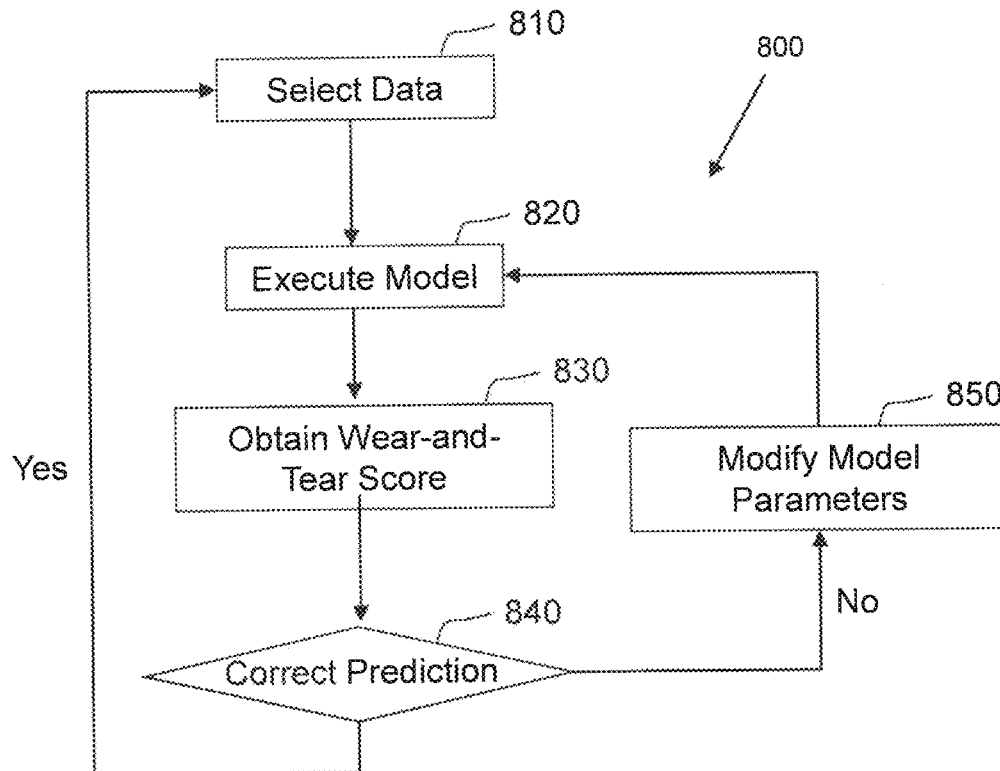 810
800
Select Data
820
Execute Model
830
850
Obtain Wear-and-
Tear Score
Modify Model
Parameters
Yes
No
840
Correct Prediction